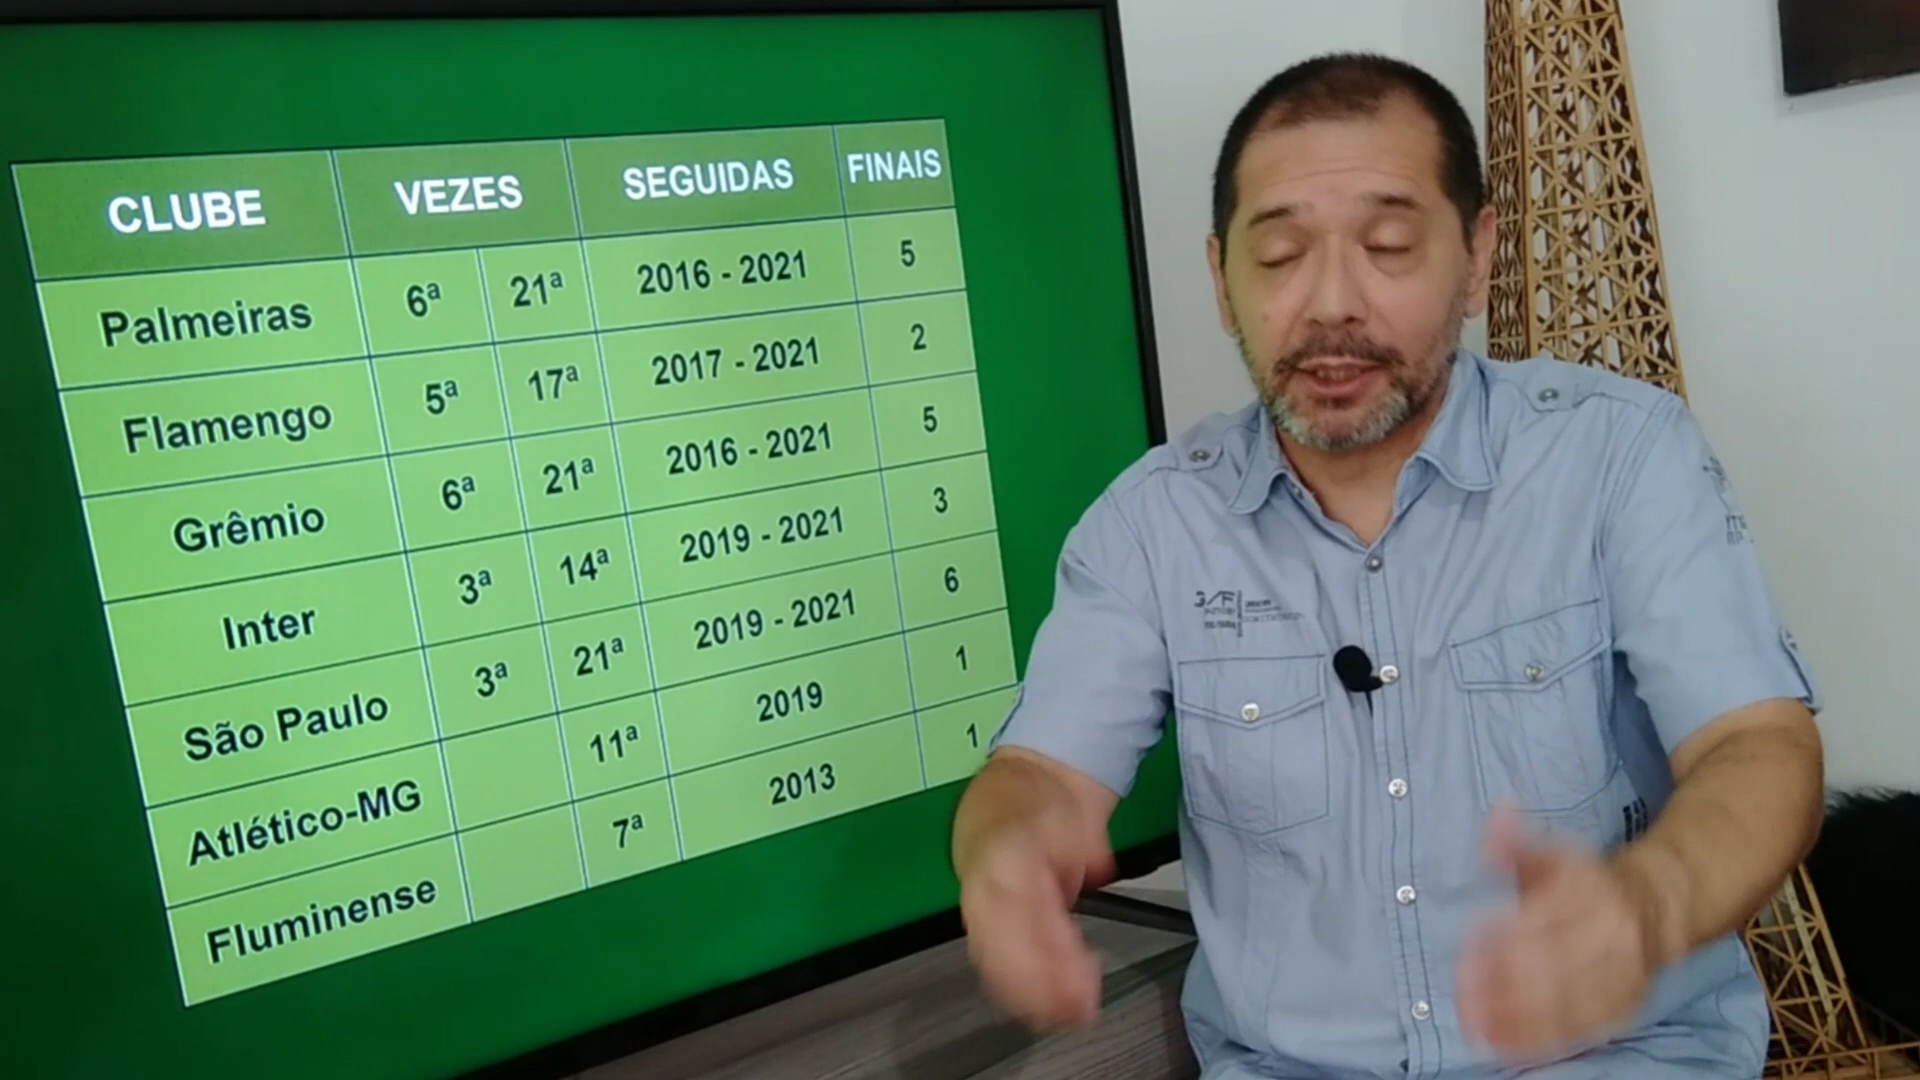 CLUBE VEZES SEGUIDAS FINAIS
Palmeiras 6ª 21ª 2016 - 2021 5
Flamengo 5ª 17ª 2017 - 2021 2
Grêmio 6ª 21ª 2016 - 2021 5
Inter 3ª 14ª 2019 - 2021 3
São Paulo 3ª 21ª 2019 - 2021 6
Atlético-MG 11ª 2019 1
Fluminense 7ª 2013 1